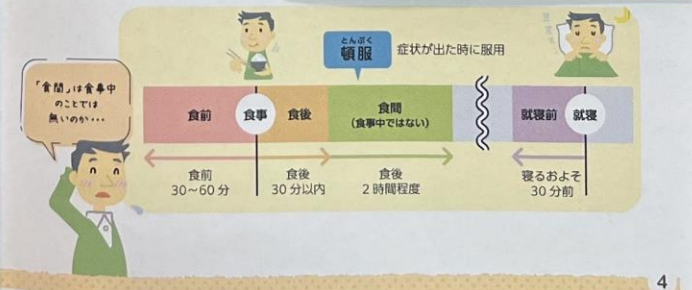 とんぷく
頓服
症状が出た時に服用
「食間」は食事中
のことでは
無いのか・・・
食前
食事
食後
食間
(食事中ではない)
就寝前
就寝
食前
30〜60分
食後
30分以内
食後
2時間程度
寝るおよそ
30分前
4